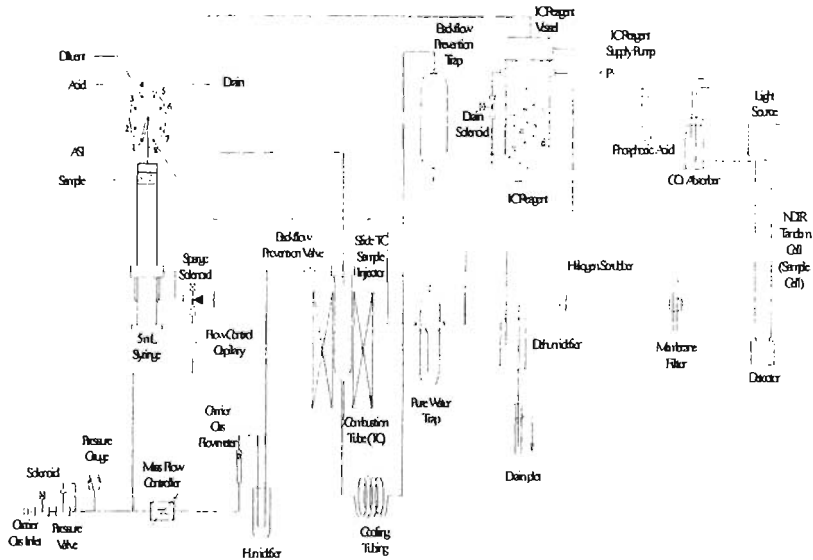 IC Reagent
Vessel
Backflow
Prevention
Trap
IC Reagent
Supply Pump
Diluent
Acid
Drain
P
Light
Source
Drain
Solenoid
Phosphoric Acid
ASI
Sample
IC Reagent
CO2 Absorber
NDIR
Tandem
Cell
(Sample
Cell)
Backflow
Prevention Valve
Slide TC
Sample
Injector
Sparge
Solenoid
Halogen Scrubber
5 mL
Syringe
Flow Control
Capillary
Dehumidifier
Membrane
Filter
Detector
Pure Water
Trap
Carrier
Gas
Flowmeter
Combustion
Tube (TC)
Pressure
Gauge
Solenoid
Mass Flow
Controller
Drain pot
Carrier
Gas Inlet
Pressure
Valve
Humidifier
Cooling
Tubing